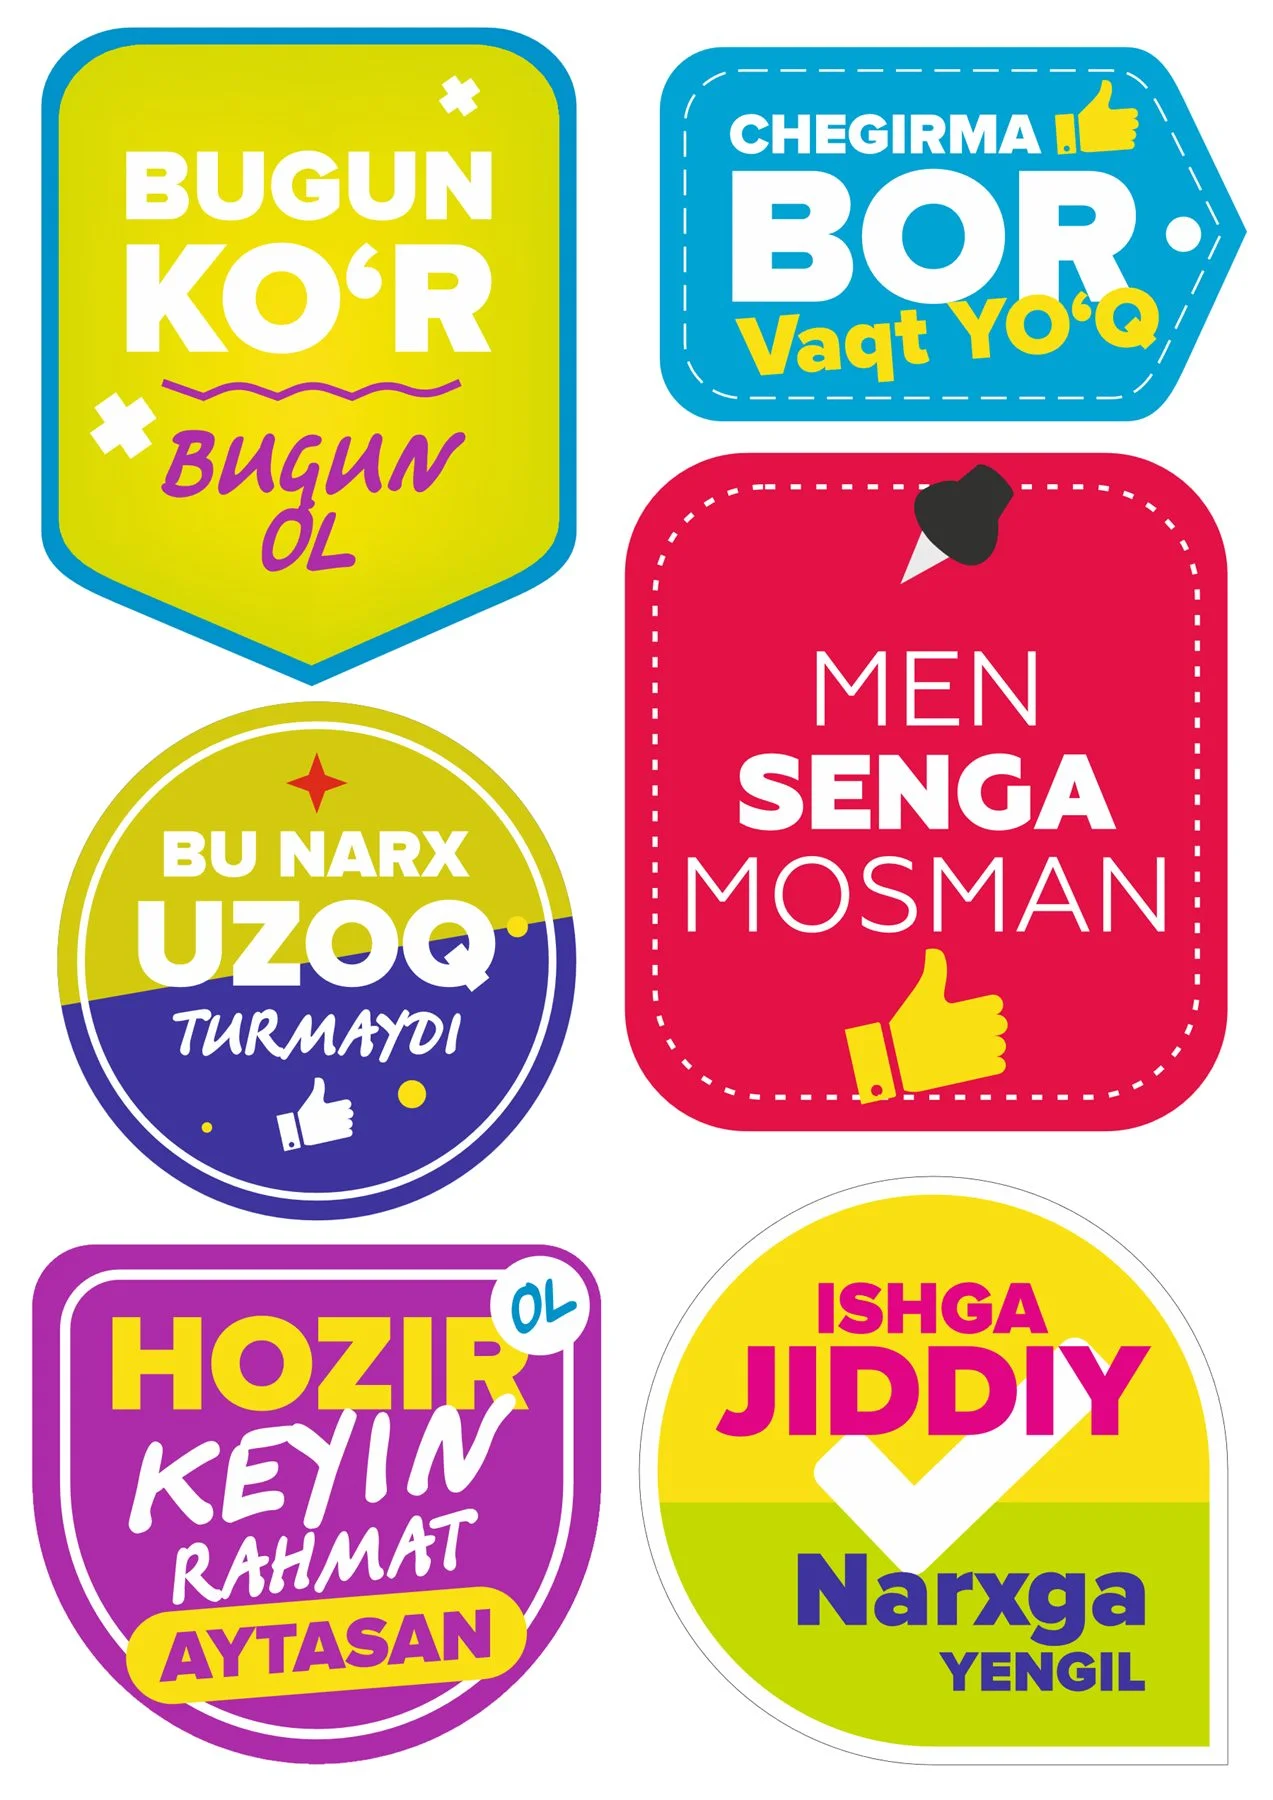 BUGUN
KO‘R
BUGUN
OL
CHEGIRMA
BOR
Vaqt YO‘Q
MEN
SENGA
MOSMAN
BU NARX
UZOQ
TURMAYDI
HOZIR
OL
KEYIN
RAHMAT
AYTASAN
ISHGA
JIDDIY
Narxga
YENGIL